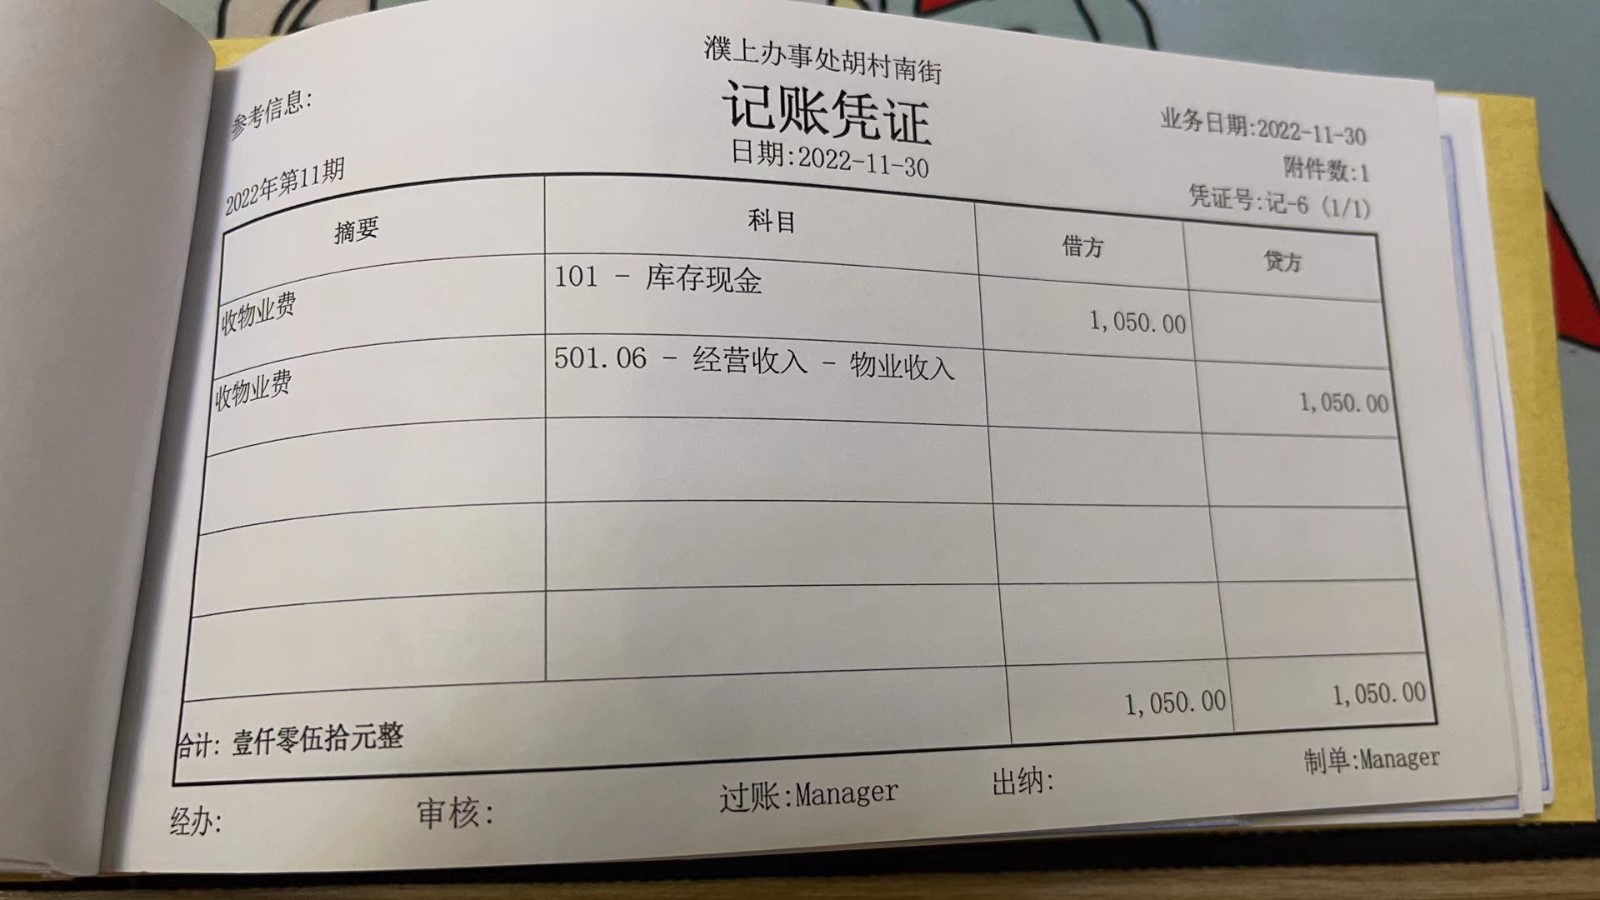 濮上办事处胡村南街
记账凭证
参考信息:
业务日期:2022-11-30
日期:2022-11-30
附件数:1
2022年第11期
凭证号:记-6 (1/1)
摘要 科目 借方 贷方
收物业费 101 - 库存现金 1,050.00
收物业费 501.06 - 经营收入 - 物业收入 1,050.00
合计: 壹仟零伍拾元整 1,050.00 1,050.00
经办: 审核: 过账:Manager 出纳: 制单:Manager